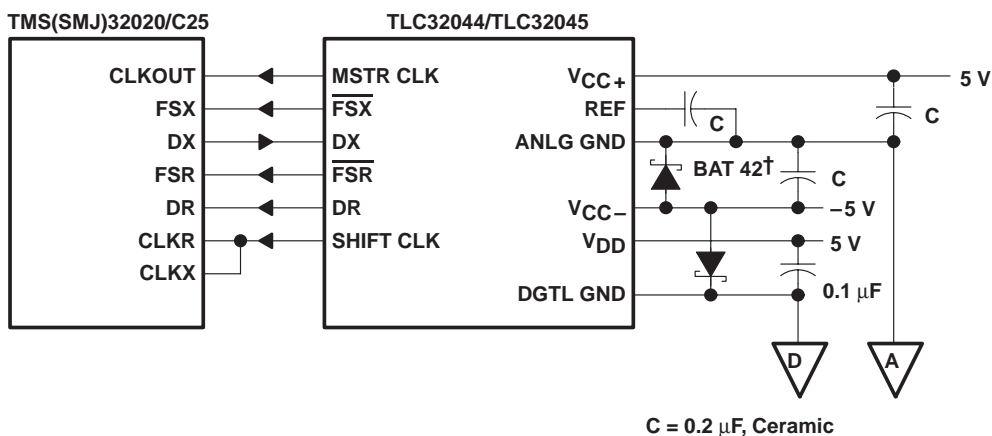 TMS(SMJ)32020/C25
TLC32044/TLC32045
CLKOUT
FSX
DX
FSR
DR
CLKR
CLKX
MSTR CLK
FSX
DX
FSR
DR
SHIFT CLK
VCC+
REF
ANLG GND
VCC−
VDD
DGTL GND
5 V
C
C
BAT 42†
C
−5 V
5 V
0.1 μF
D
A
C = 0.2 μF, Ceramic